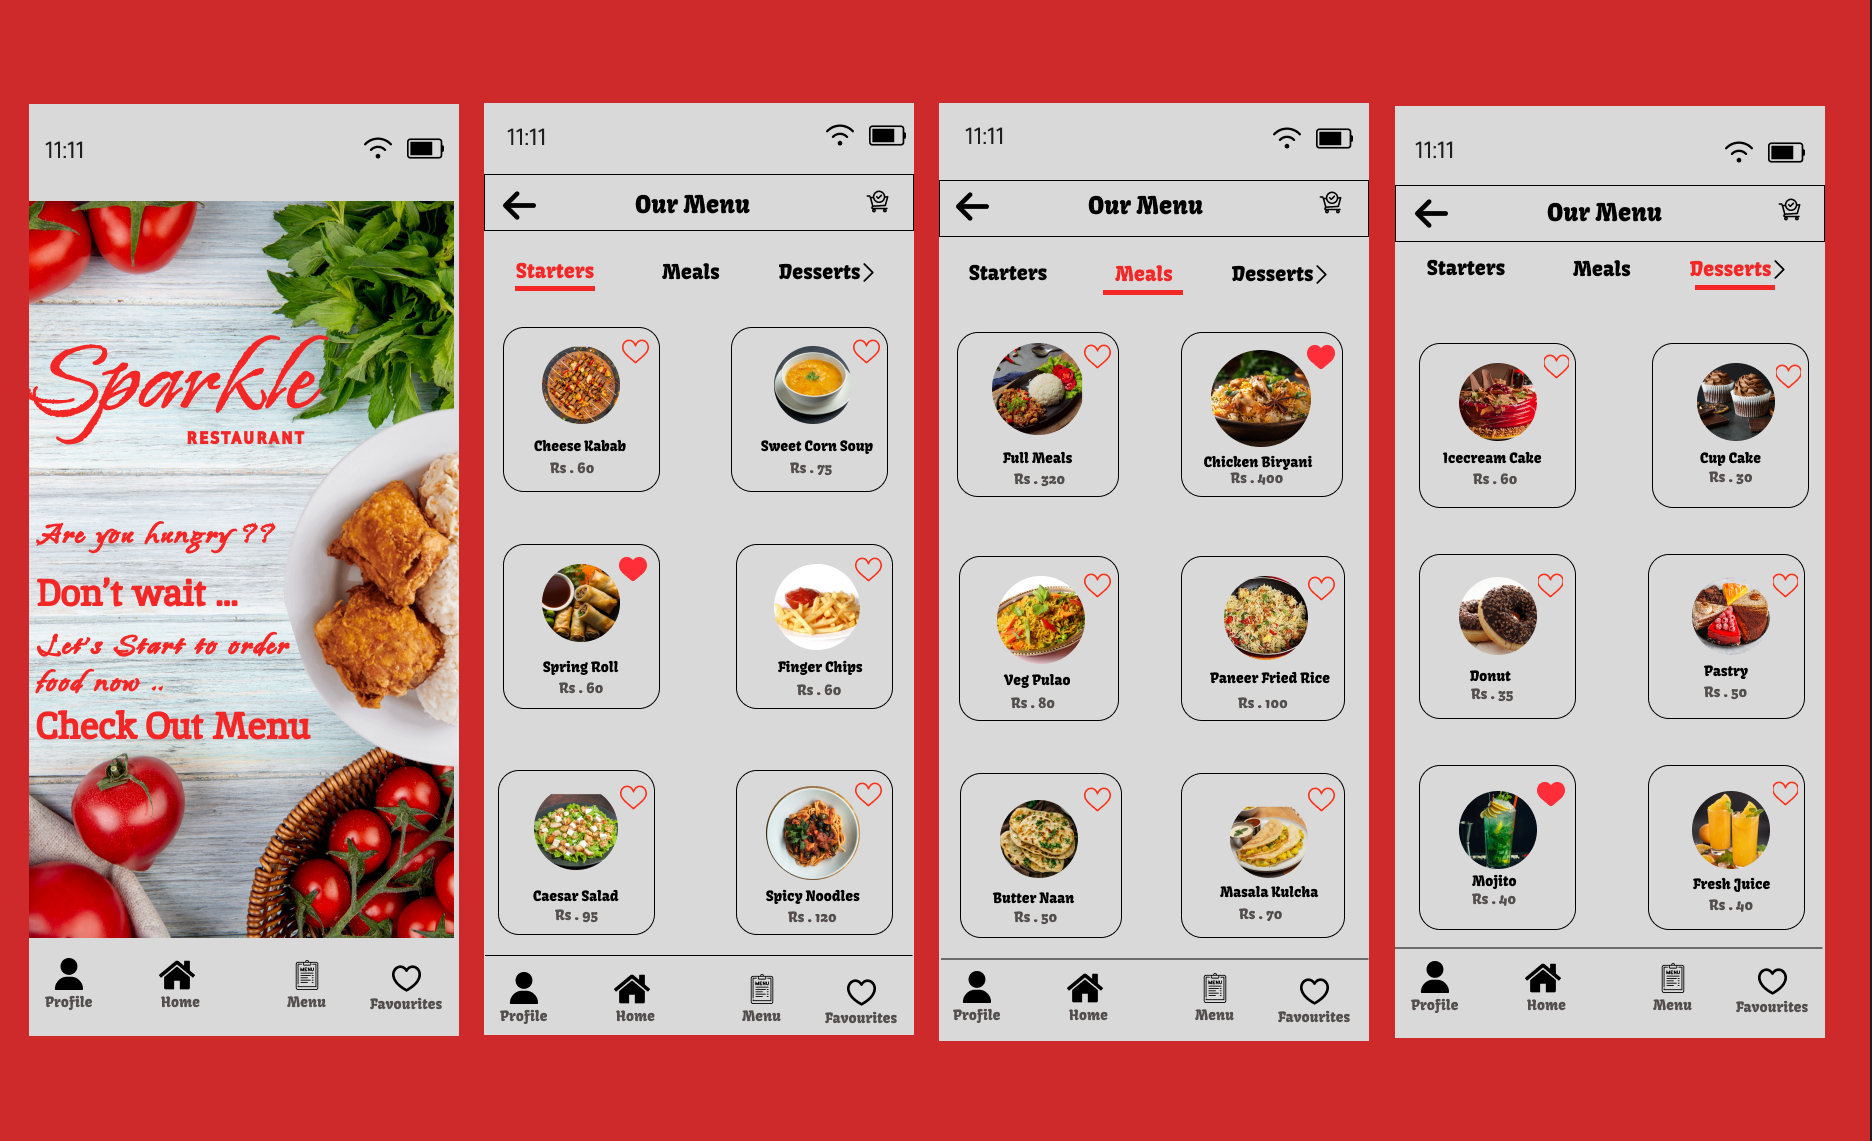 11:11
Sparkle
RESTAURANT
Are you hungry ??
Don't wait ...
Let's Start to order
food now ..
Check Out Menu
Profile
Home
MENU
Menu
Favourites
11:11
Our Menu
Starters
Meals
Desserts
Cheese Kabab
Rs . 60
Sweet Corn Soup
Rs . 75
Spring Roll
Rs . 60
Finger Chips
Rs . 60
Caesar Salad
Rs . 95
Spicy Noodles
Rs . 120
Profile
Home
MENU
Menu
Favourites
11:11
Our Menu
Starters
Meals
Desserts
Full Meals
Rs . 320
Chicken Biryani
Rs . 400
Veg Pulao
Rs . 80
Paneer Fried Rice
Rs . 100
Butter Naan
Rs . 50
Masala Kulcha
Rs . 70
Profile
Home
MENU
Menu
Favourites
11:11
Our Menu
Starters
Meals
Desserts
Icecream Cake
Rs . 60
Cup Cake
Rs . 30
Donut
Rs . 35
Pastry
Rs . 50
Mojito
Rs . 40
Fresh Juice
Rs . 40
Profile
Home
MENU
Menu
Favourites